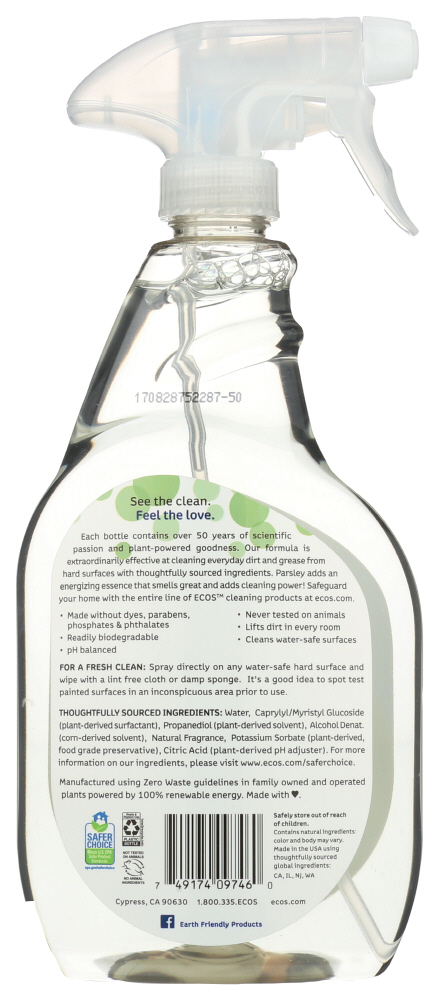 170828752287-50
See the clean.
Feel the love.
Each bottle contains over 50 years of scientific
passion and plant-powered goodness. Our formula is
extraordinarily effective at cleaning everyday dirt and grease from
hard surfaces with thoughtfully sourced ingredients. Parsley adds an
energizing essence that smells great and adds cleaning power! Safeguard
your home with the entire line of ECOS™ cleaning products at ecos.com.
• Made without dyes, parabens,
phosphates & phthalates
• Readily biodegradable
• pH balanced
• Never tested on animals
• Lifts dirt in every room
• Cleans water-safe surfaces
FOR A FRESH CLEAN: Spray directly on any water-safe hard surface and
wipe with a lint free cloth or damp sponge. It's a good idea to spot test
painted surfaces in an inconspicuous area prior to use.
THOUGHTFULLY SOURCED INGREDIENTS: Water, Caprylyl/Myristyl Glucoside
(plant-derived surfactant), Propanediol (plant-derived solvent), Alcohol Denat.
(corn-derived solvent), Natural Fragrance, Potassium Sorbate (plant-derived,
food grade preservative), Citric Acid (plant-derived pH adjuster). For more
information on our ingredients, please visit www.ecos.com/saferchoice.
Manufactured using Zero Waste guidelines in family owned and operated
plants powered by 100% renewable energy. Made with ♥.
SAFER
CHOICE
PLASTIC
BOTTLE
NOT TESTED
ON ANIMALS
NO ANIMAL
INGREDIENTS
7 49174 09746 0
Safely store out of reach
of children.
Contains natural ingredients:
color and body may vary.
Made in the USA using
thoughtfully sourced
global ingredients:
CA, IL, NJ, WA
Cypress, CA 90630 1.800.335.ECOS ecos.com
Earth Friendly Products